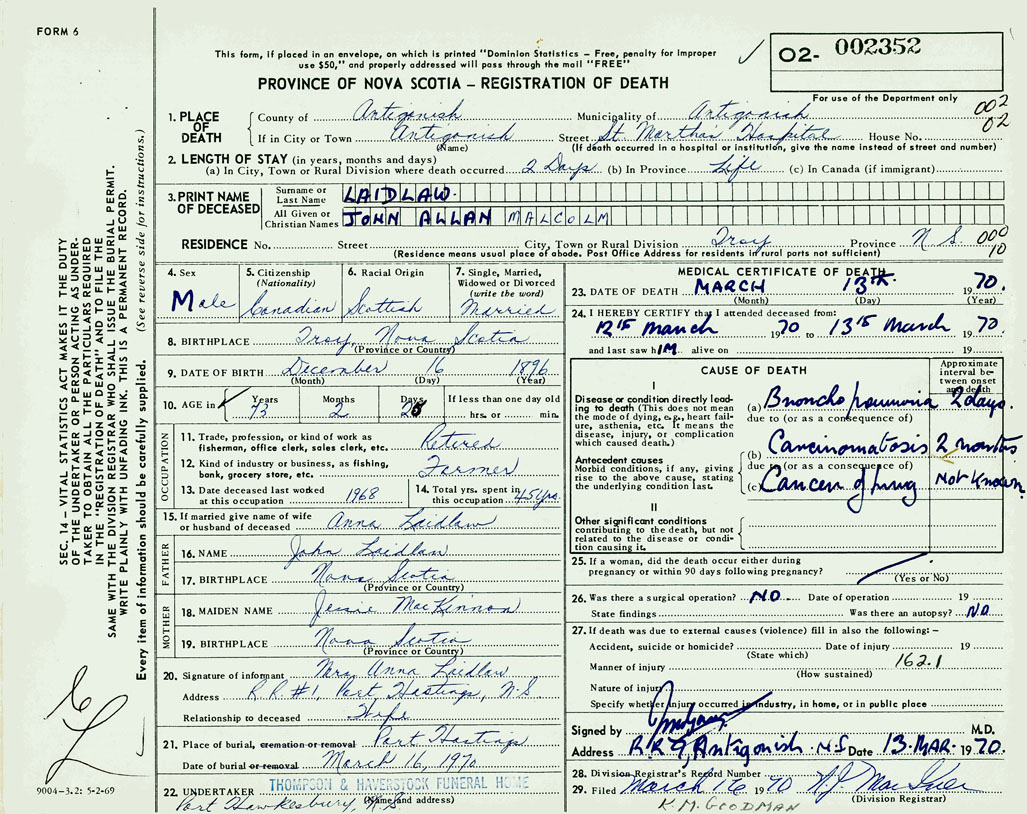 FORM 6
This form, if placed in an envelope, on which is printed "Dominion Statistics - Free, penalty for improper
use $50," and properly addressed will pass through the mail "FREE"
O2- 002352
PROVINCE OF NOVA SCOTIA - REGISTRATION OF DEATH
For use of the Department only
002
02
1. PLACE OF DEATH
County of Antigonish Municipality of Antigonish
If in City or Town Antigonish Street St. Marthas Hospital House No.
(Name) (If death occurred in a hospital or institution, give the name instead of street and number)
2. LENGTH OF STAY (in years, months and days)
(a) In City, Town or Rural Division where death occurred 2 Days (b) In Province Life (c) In Canada (if immigrant)
3. PRINT NAME OF DECEASED
Surname or Last Name LAIDLAW.
All Given or Christian Names JOHN ALLAN MALCOLM
RESIDENCE No. Street City, Town or Rural Division Troy Province N.S. 000
10
(Residence means usual place of abode. Post Office Address for residents in rural parts not sufficient)
4. Sex Male
5. Citizenship (Nationality) Canadian
6. Racial Origin Scottish
7. Single, Married, Widowed or Divorced (write the word) Married
8. BIRTHPLACE Troy, Nova Scotia
(Province or Country)
9. DATE OF BIRTH December 16 1896
(Month) (Day) (Year)
10. AGE in Years 73 Months 2 Days If less than one day old hrs. or min.
OCCUPATION
11. Trade, profession, or kind of work as
fisherman, office clerk, sales clerk, etc. Retired
12. Kind of industry or business, as fishing,
bank, grocery store, etc. Farmer
13. Date deceased last worked at this occupation 1968
14. Total yrs. spent in this occupation 45 yrs.
15. If married give name of wife
or husband of deceased Anna Laidlaw
FATHER
16. NAME John Laidlaw
17. BIRTHPLACE Nova Scotia
(Province or Country)
MOTHER
18. MAIDEN NAME Jessie MacKinnon
19. BIRTHPLACE Nova Scotia
(Province or Country)
20. Signature of informant Mrs. Anna Laidlaw
Address R.R.#1, Port Hastings, N.S
Relationship to deceased Wife
21. Place of burial, cremation or removal Port Hastings
Date of burial or removal March 16, 1970
22. UNDERTAKER THOMPSON & HAVERSTOCK FUNERAL HOME
(Name and address)
Port Hawkesbury, N.S
MEDICAL CERTIFICATE OF DEATH
23. DATE OF DEATH MARCH 13th 1970.
(Month) (Day) (Year)
24. I HEREBY CERTIFY that I attended deceased from:
12th March 1970 to 13th March 1970.
and last saw hIM alive on 19
CAUSE OF DEATH
Approximate interval between onset and death
I
Disease or condition directly leading to death (This does not mean the mode of dying, e.g., heart failure, asthenia, etc. It means the disease, injury, or complication which caused death.)
(a) Broncho pneumonia 2 days.
due to (or as a consequence of)
Antecedent causes
Morbid conditions, if any, giving rise to the above cause, stating the underlying condition last.
(b) Carcinomatosis 2 months
due to (or as a consequence of)
(c) Cancer of lung Not Known
II
Other significant conditions
contributing to the death, but not related to the disease or condition causing it.
25. If a woman, did the death occur either during
pregnancy or within 90 days following pregnancy?
(Yes or No)
26. Was there a surgical operation? NO. Date of operation 19
State findings Was there an autopsy? NO
27. If death was due to external causes (violence) fill in also the following: -
Accident, suicide or homicide? Date of injury 19
(State which)
Manner of injury 162.1
(How sustained)
Nature of injury
Specify whether injury occurred in industry, in home, or in public place
Signed by M.D.
Address Antigonish. N.S Date 13.MAR. 1970
28. Division Registrar's Record Number
29. Filed March 16 1970
(Division Registrar)
K.M. GOODMAN
SEC. 14 - VITAL STATISTICS ACT MAKES IT THE DUTY
OF THE UNDERTAKER OR PERSON ACTING AS UNDERTAKER TO OBTAIN ALL THE PARTICULARS REQUIRED
IN THE "REGISTRATION OF DEATH" AND TO FILE THE
SAME WITH THE DIVISION REGISTRAR WHO SHALL ISSUE THE BURIAL PERMIT.
WRITE PLAINLY WITH UNFADING INK. THIS IS A PERMANENT RECORD.
Every item of information should be carefully supplied. (See reverse side for instructions.)
9004-3.2: 5-2-69